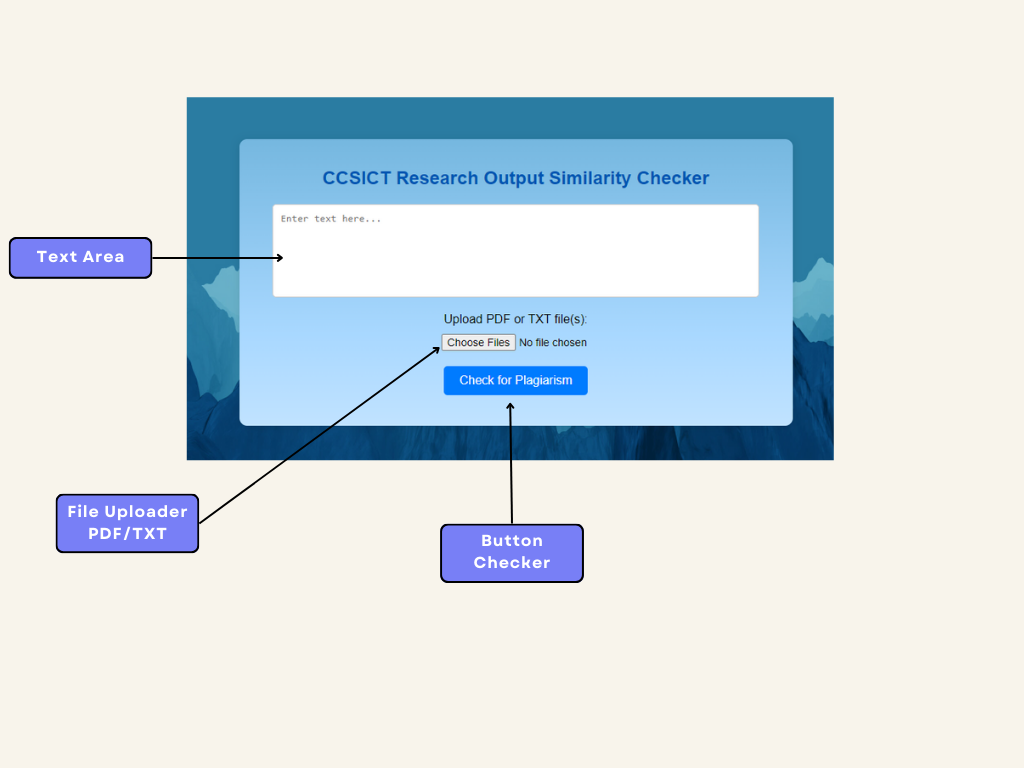 CCSICT Research Output Similarity Checker
Enter text here...
Text Area
Upload PDF or TXT file(s):
Choose Files No file chosen
Check for Plagiarism
File Uploader
PDF/TXT
Button
Checker